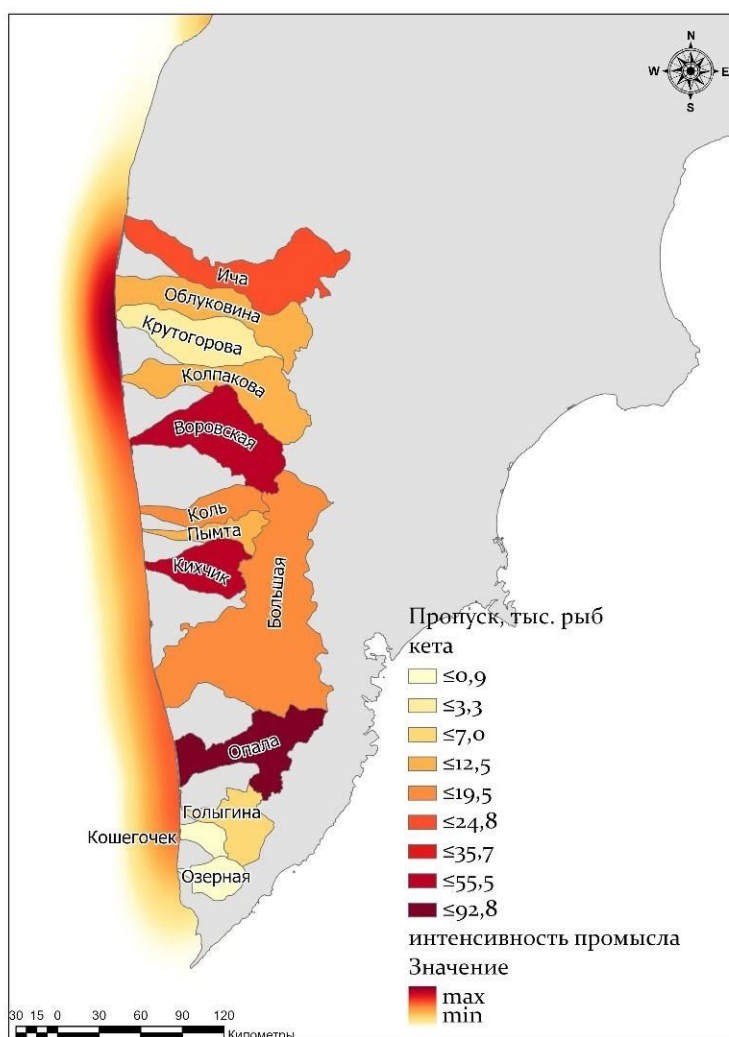 N
W E
S
Ича
Облуковина
Крутогорова
Колпакова
Воровская
Коль
Пымта
Кихчик
Большая
Опала
Голыгина
Кошегочек
Озерная
Пропуск, тыс. рыб
кета
≤0,9
≤3,3
≤7,0
≤12,5
≤19,5
≤24,8
≤35,7
≤55,5
≤92,8
интенсивность промысла
Значение
max
min
30 15 0 30 60 90 120
Километры